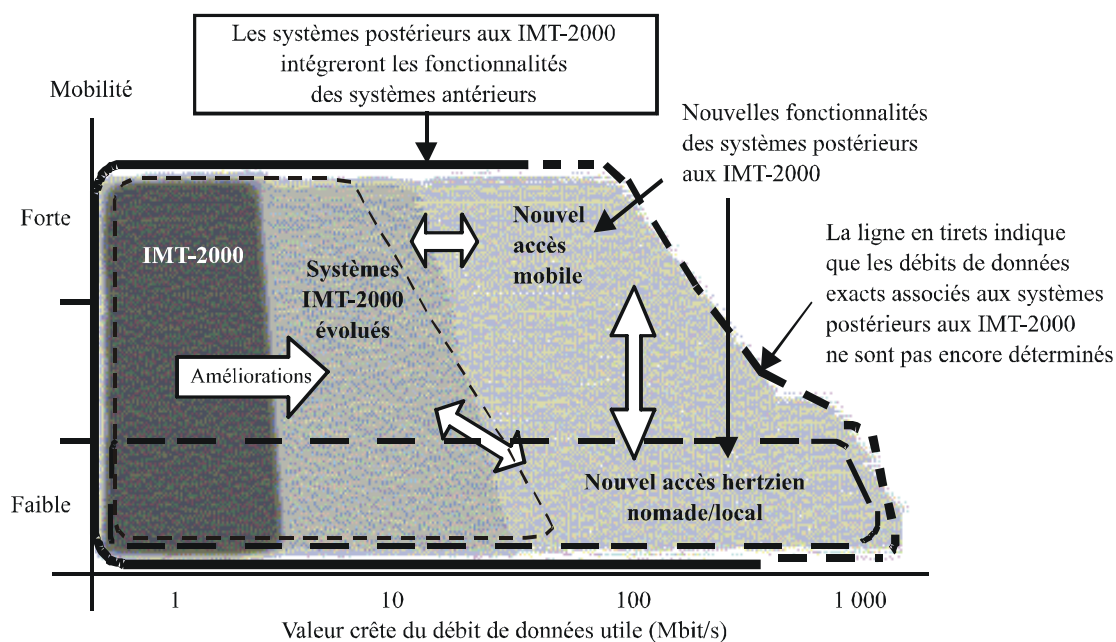 Les systèmes postérieurs aux IMT-2000
intégreront les fonctionnalités
des systèmes antérieurs
Mobilité
Nouvelles fonctionnalités
des systèmes postérieurs
aux IMT-2000
Forte
IMT-2000
Systèmes
IMT-2000
évolués
Nouvel
accès
mobile
La ligne en tirets indique
que les débits de données
exacts associés aux systèmes
postérieurs aux IMT-2000
ne sont pas encore déterminés
Améliorations
Faible
Nouvel accès hertzien
nomade/local
1 10 100 1 000
Valeur crête du débit de données utile (Mbit/s)